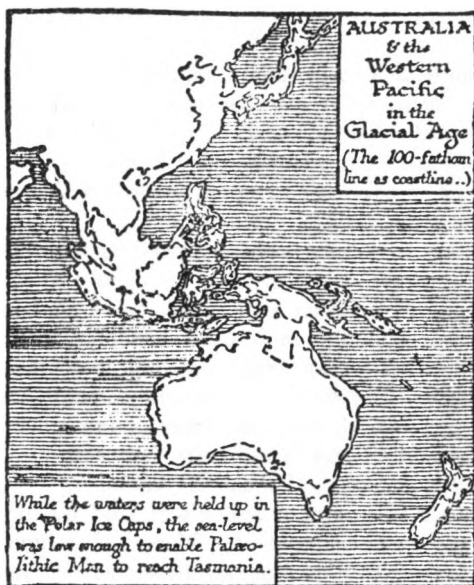 AUSTRALIA
& the
Western
Pacific
in the
Glacial Age
(The 100-fathom
line as coastline..)
While the waters were held up in
the Polar Ice Caps, the sea-level
was low enough to enable Palæo-
lithic Man to reach Tasmania.